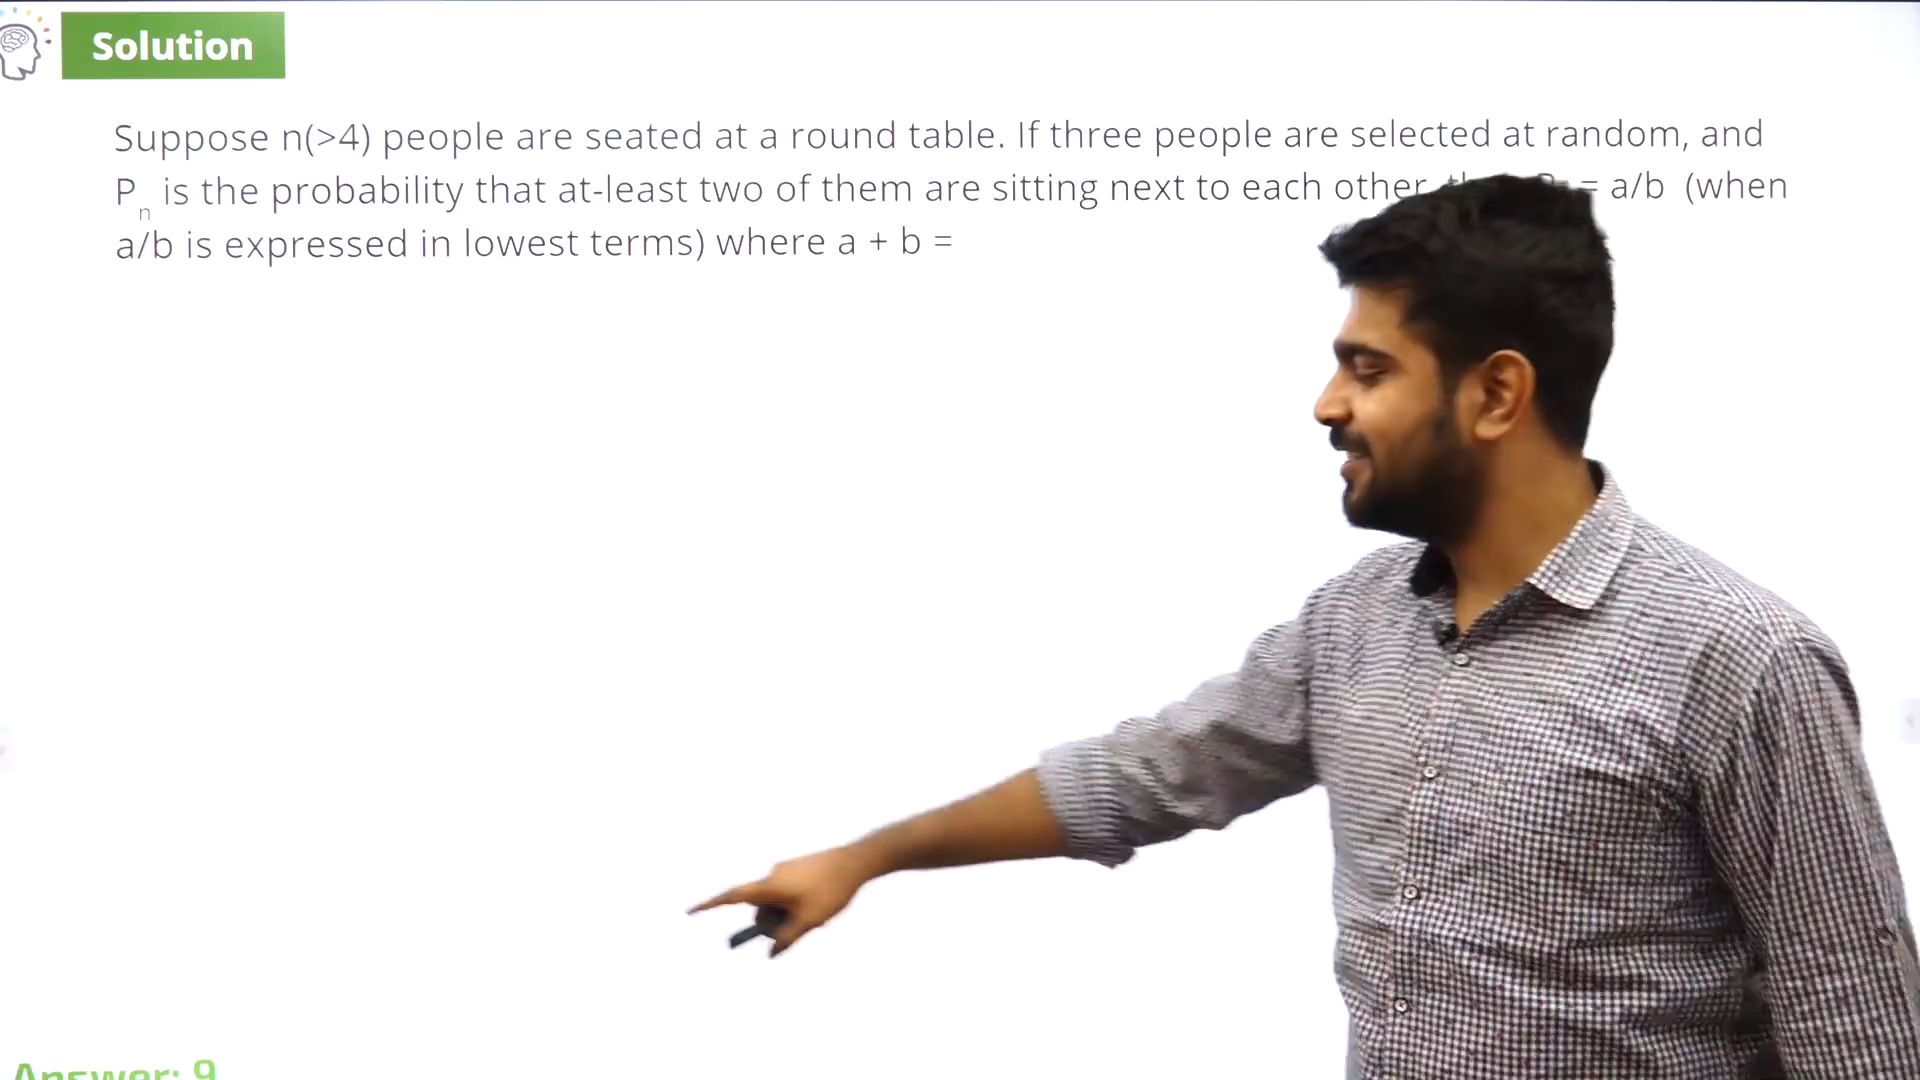 Solution
Suppose n(>4) people are seated at a round table. If three people are selected at random, and
Pn is the probability that at-least two of them are sitting next to each other = a/b (when
a/b is expressed in lowest terms) where a + b =
Answer: 9